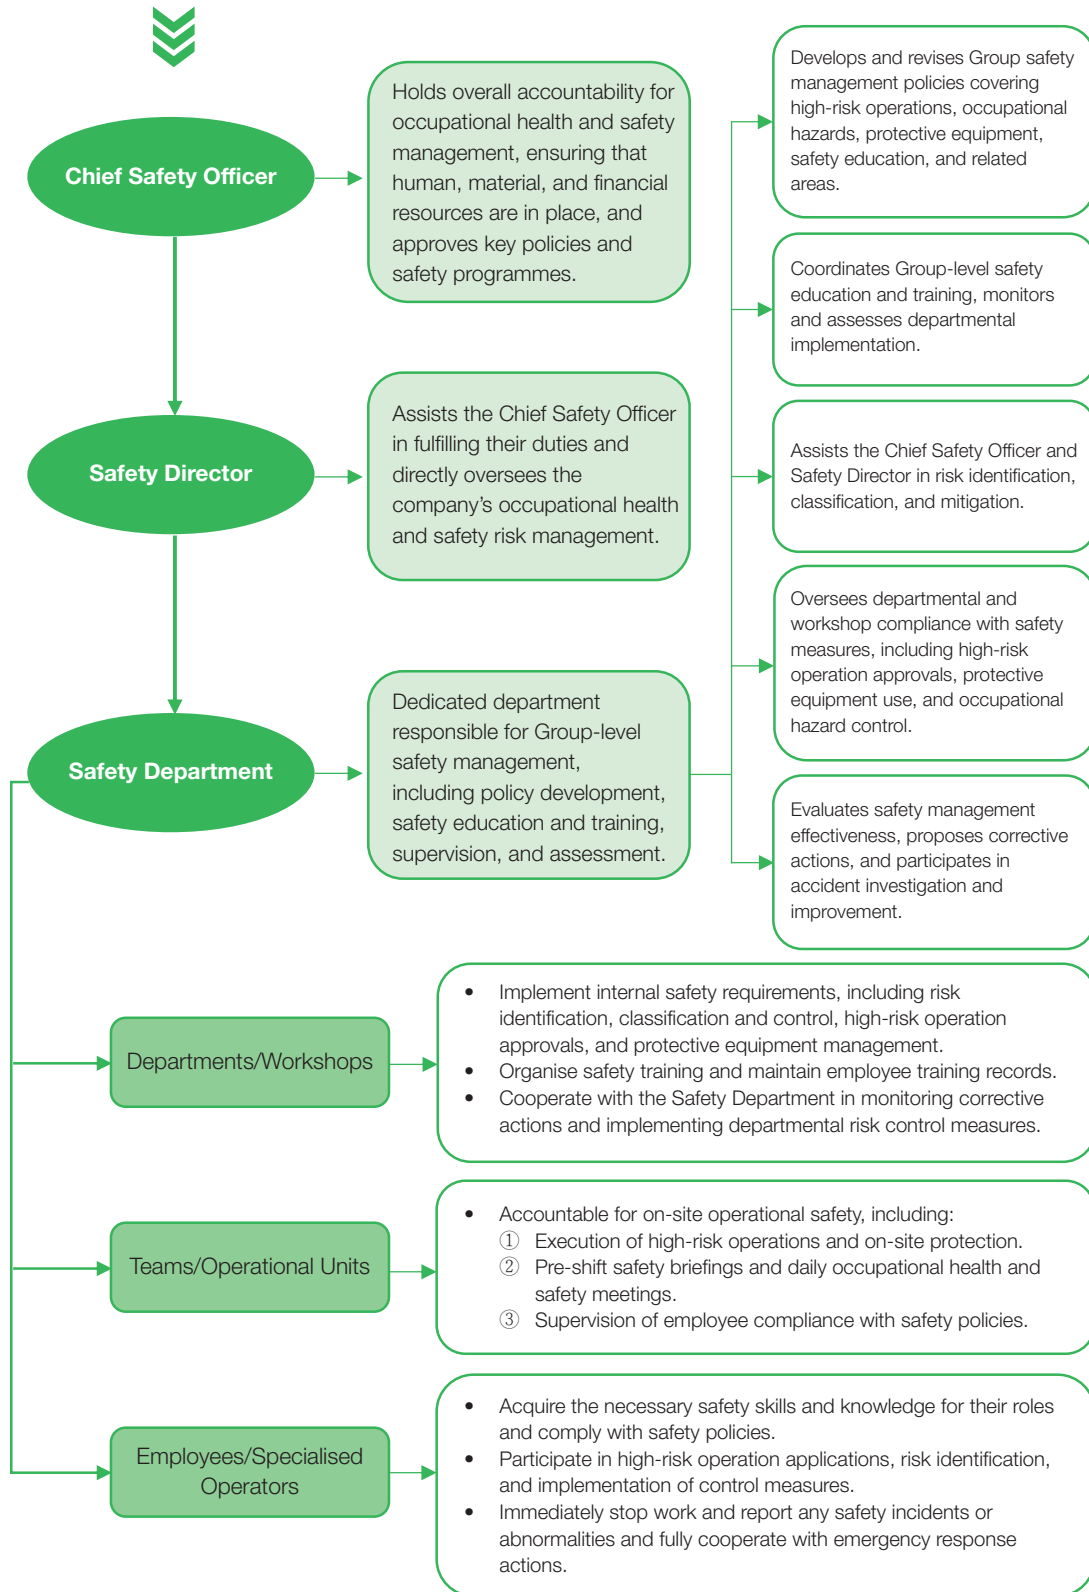 Chief Safety Officer
Holds overall accountability for
occupational health and safety
management, ensuring that
human, material, and financial
resources are in place, and
approves key policies and
safety programmes.
Safety Director
Assists the Chief Safety Officer
in fulfilling their duties and
directly oversees the
company’s occupational health
and safety risk management.
Safety Department
Dedicated department
responsible for Group-level
safety management,
including policy development,
safety education and training,
supervision, and assessment.
Develops and revises Group safety
management policies covering
high-risk operations, occupational
hazards, protective equipment,
safety education, and related
areas.
Coordinates Group-level safety
education and training, monitors
and assesses departmental
implementation.
Assists the Chief Safety Officer and
Safety Director in risk identification,
classification, and mitigation.
Oversees departmental and
workshop compliance with safety
measures, including high-risk
operation approvals, protective
equipment use, and occupational
hazard control.
Evaluates safety management
effectiveness, proposes corrective
actions, and participates in
accident investigation and
improvement.
Departments/Workshops
• Implement internal safety requirements, including risk
identification, classification and control, high-risk operation
approvals, and protective equipment management.
• Organise safety training and maintain employee training records.
• Cooperate with the Safety Department in monitoring corrective
actions and implementing departmental risk control measures.
Teams/Operational Units
• Accountable for on-site operational safety, including:
① Execution of high-risk operations and on-site protection.
② Pre-shift safety briefings and daily occupational health and
safety meetings.
③ Supervision of employee compliance with safety policies.
Employees/Specialised
Operators
• Acquire the necessary safety skills and knowledge for their roles
and comply with safety policies.
• Participate in high-risk operation applications, risk identification,
and implementation of control measures.
• Immediately stop work and report any safety incidents or
abnormalities and fully cooperate with emergency response
actions.